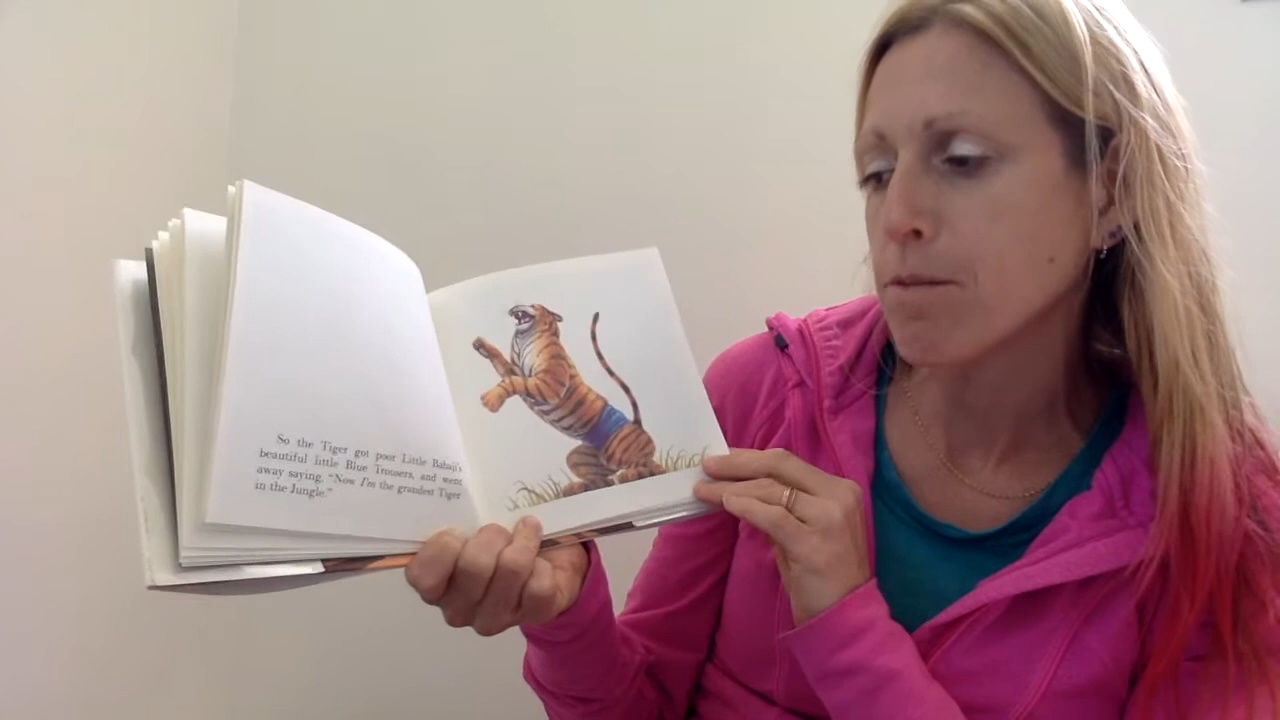 So the Tiger got poor Little Babaji's
beautiful little Blue Trousers, and went
away saying, "Now I'm the grandest Tiger
in the Jungle."